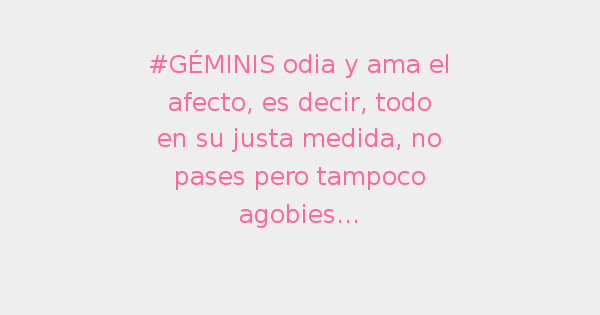 #GÉMINIS odia y ama el
afecto, es decir, todo
en su justa medida, no
pases pero tampoco
agobies...